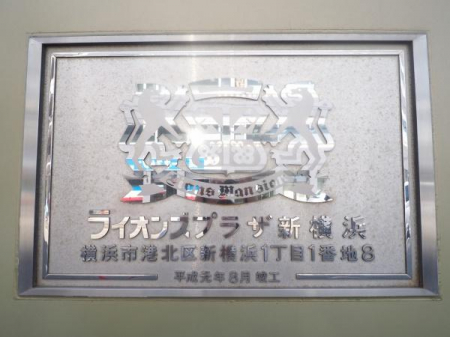 Lions Mansion
ライオンズプラザ新横浜
横浜市港北区新横浜1丁目1番地8
平成元年8月 竣工